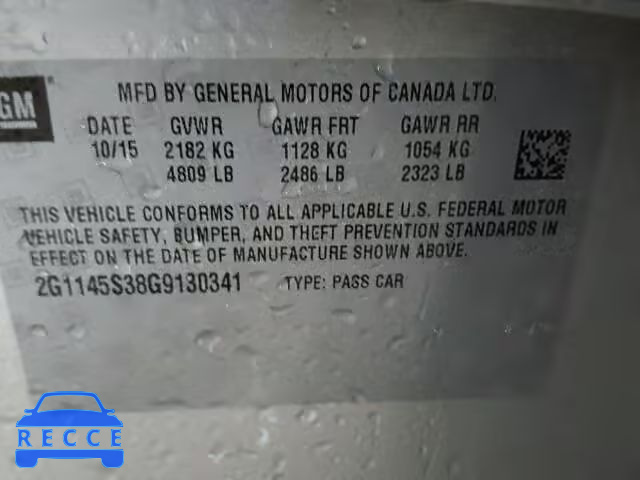 GM
MFD BY GENERAL MOTORS OF CANADA LTD.
DATE GVWR GAWR FRT GAWR RR
10/15 2182 KG 1128 KG 1054 KG
4809 LB 2486 LB 2323 LB
THIS VEHICLE CONFORMS TO ALL APPLICABLE U.S. FEDERAL MOTOR
VEHICLE SAFETY, BUMPER, AND THEFT PREVENTION STANDARDS IN
EFFECT ON THE DATE OF MANUFACTURE SHOWN ABOVE.
2G1145S38G9130341 TYPE: PASS CAR
RECCE